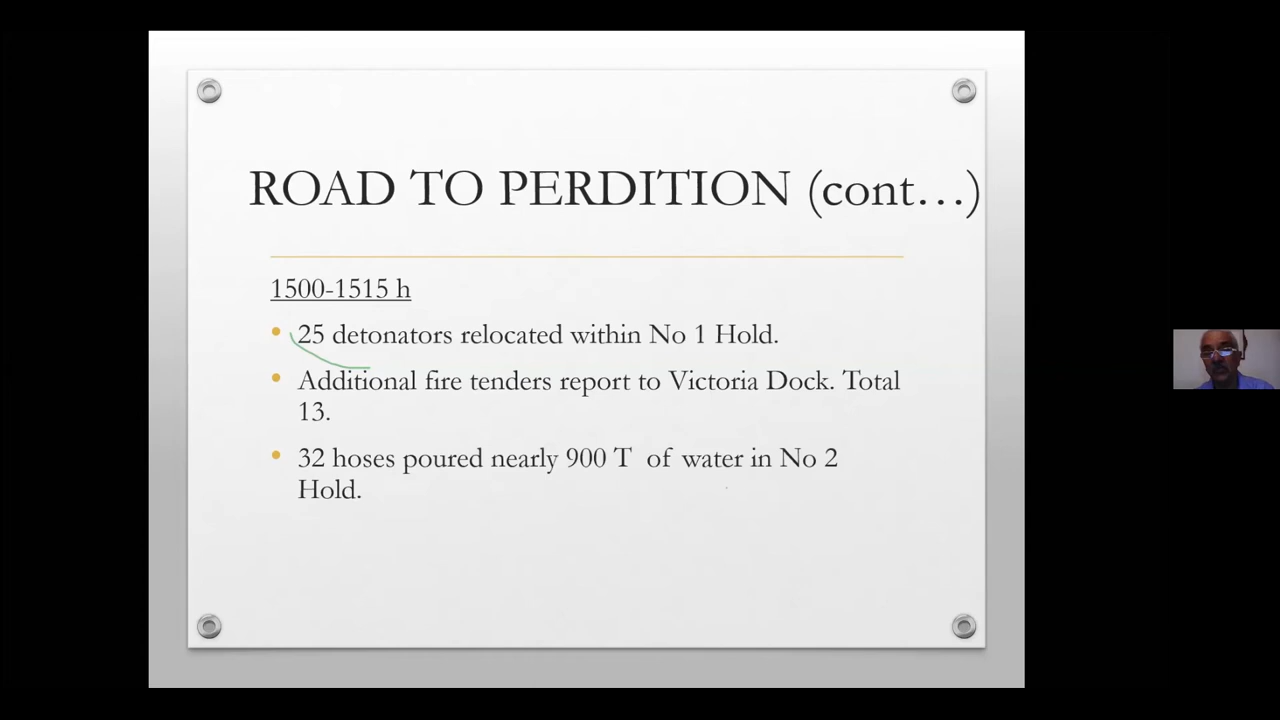 ROAD TO PERDITION (cont…)
1500-1515 h
• 25 detonators relocated within No 1 Hold.
• Additional fire tenders report to Victoria Dock. Total
13.
• 32 hoses poured nearly 900 T of water in No 2
Hold.